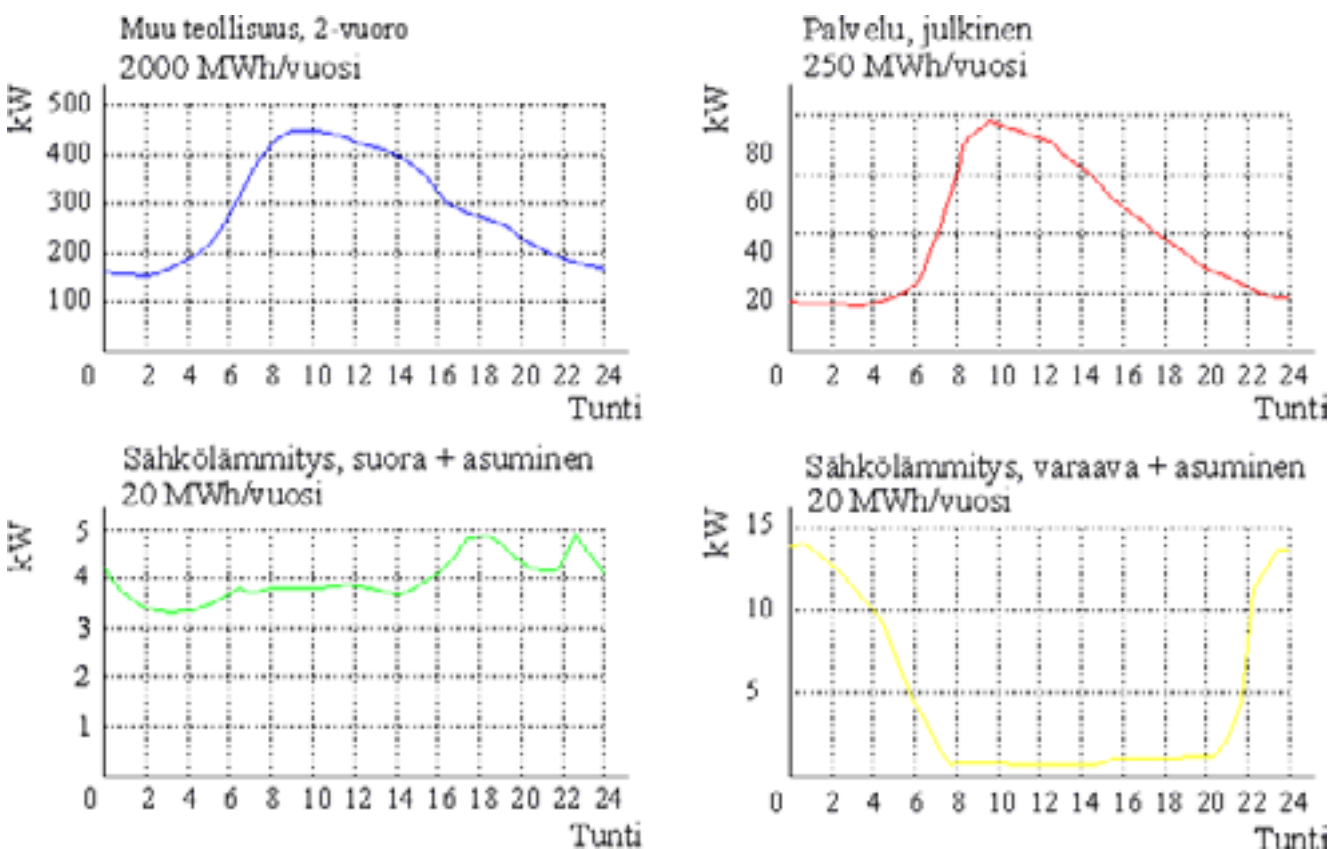 Muu teollisuus, 2-vuoro
2000 MWh/vuosi
kW
500
400
300
200
100
0 2 4 6 8 10 12 14 16 18 20 22 24
Tunti
Palvelu, julkinen
250 MWh/vuosi
kW
80
60
40
20
0 2 4 6 8 10 12 14 16 18 20 22 24
Tunti
Sähkölämmitys, suora + asuminen
20 MWh/vuosi
kW
5
4
3
2
1
0 2 4 6 8 10 12 14 16 18 20 22 24
Tunti
Sähkölämmitys, varaava + asuminen
20 MWh/vuosi
kW
15
10
5
0 2 4 6 8 10 12 14 16 18 20 22 24
Tunti